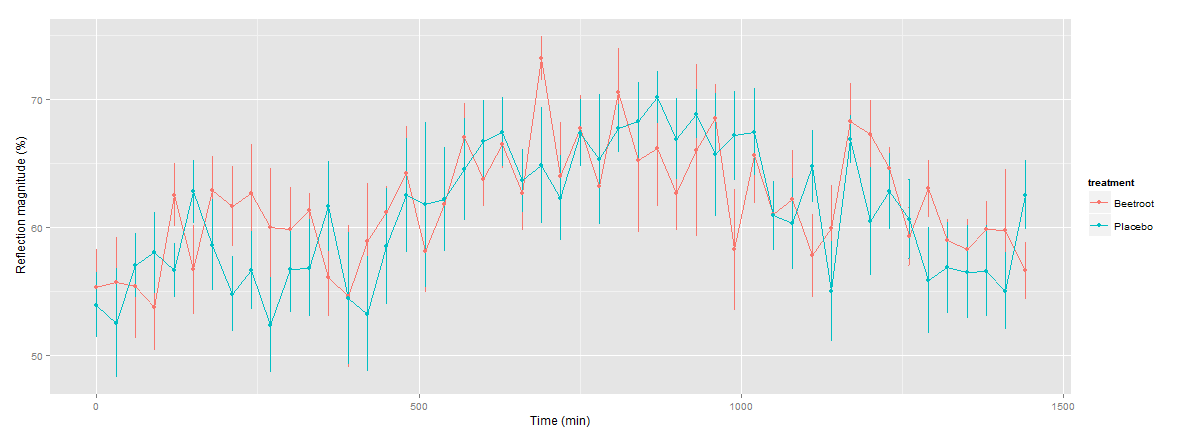 Reflection magnitude (%)
70
60
50
0
500
1000
1500
Time (min)
treatment
Beetroot
Placebo